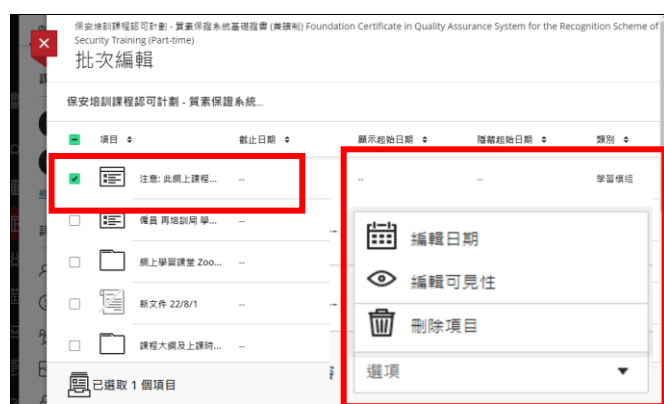 保安培訓課程認可計劃 - 質素保證系統基礎證書 (兼讀制) Foundation Certificate in Quality Assurance System for the Recognition Scheme of
Security Training (Part-time)
批次編輯
保安培訓課程認可計劃 - 質素保證系統...
項目 截止日期 顯示起始日期 隱藏起始日期 類別
注意: 此網上課程... -- -- -- 學習模組
僱員 再培訓局 學... --
網上學習課堂 Zoo... --
新文件 22/8/1 --
課程大綱及上課時... --
編輯日期
編輯可見性
刪除項目
選項
已選取 1 個項目